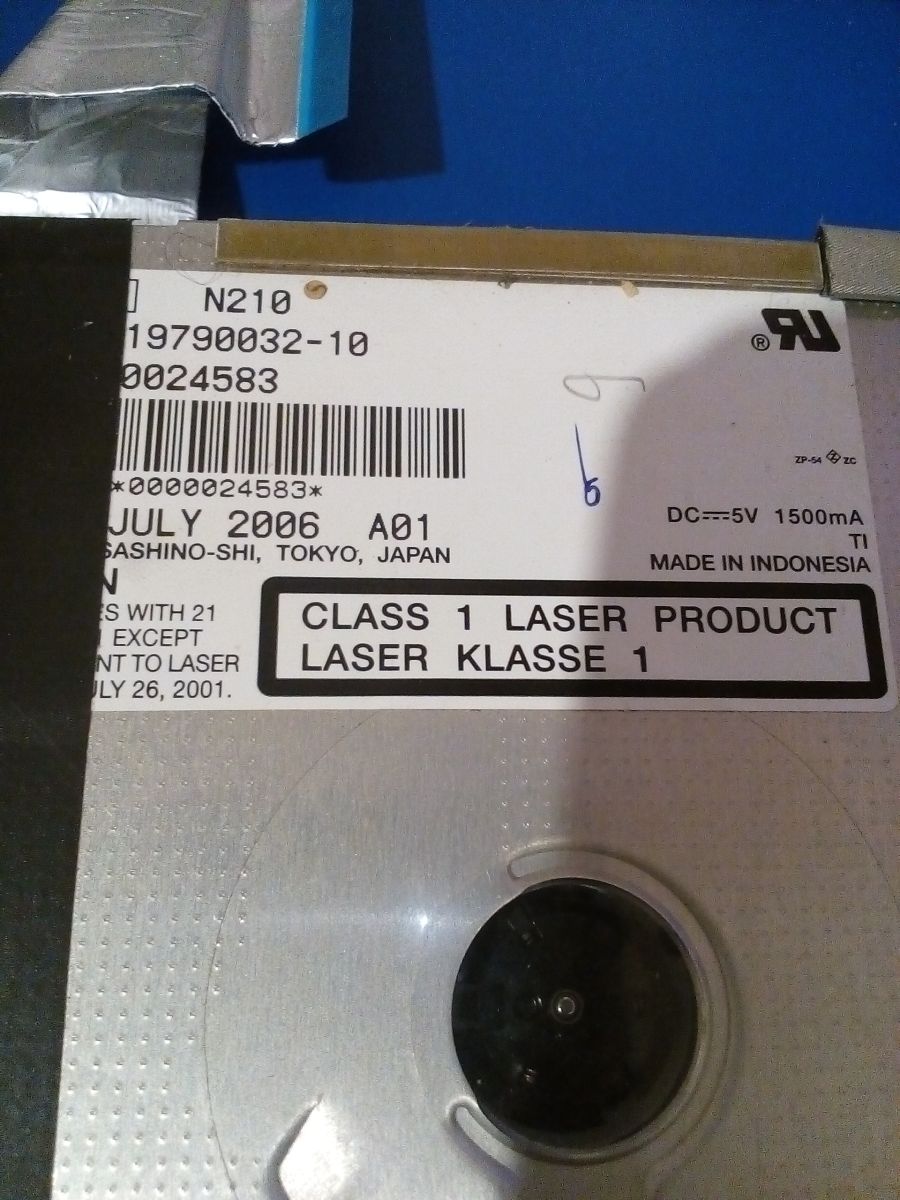 N210
19790032-10
0024583
*0000024583*
JULY 2006 A01
SASHINO-SHI, TOKYO, JAPAN
N
ES WITH 21
EXCEPT
NT TO LASER
ULY 26, 2001.
®
ZP-54 ZC
DC 5V 1500mA
TI
MADE IN INDONESIA
CLASS 1 LASER PRODUCT
LASER KLASSE 1
6